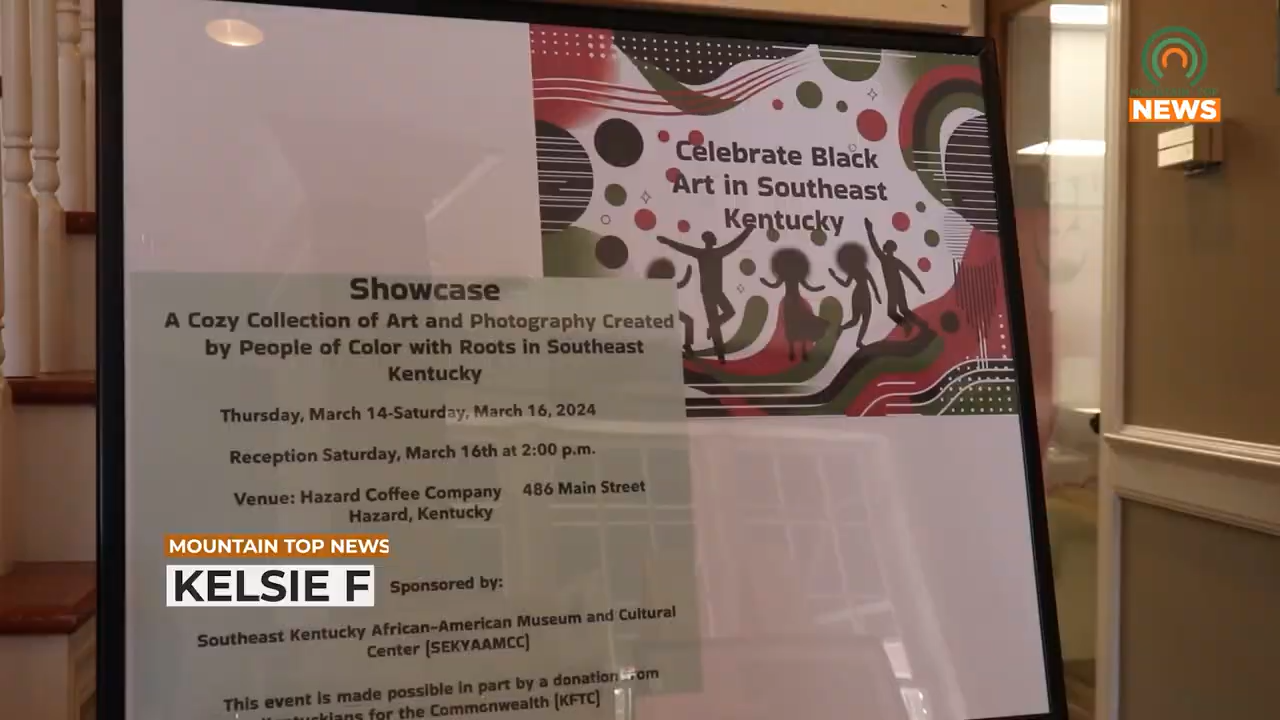 MOUNTAIN TOP
NEWS
Celebrate Black
Art in Southeast
Kentucky
Showcase
A Cozy Collection of Art and Photography Created
by People of Color with Roots in Southeast
Kentucky
Thursday, March 14-Saturday, March 16, 2024
Reception Saturday, March 16th at 2:00 p.m.
Venue: Hazard Coffee Company 486 Main Street
Hazard, Kentucky
MOUNTAIN TOP NEWS
KELSIE F
Sponsored by:
Southeast Kentucky African-American Museum and Cultural
Center [SEKYAAMCC]
This event is made possible in part by a donation from
for the Commonwealth [KFTC]